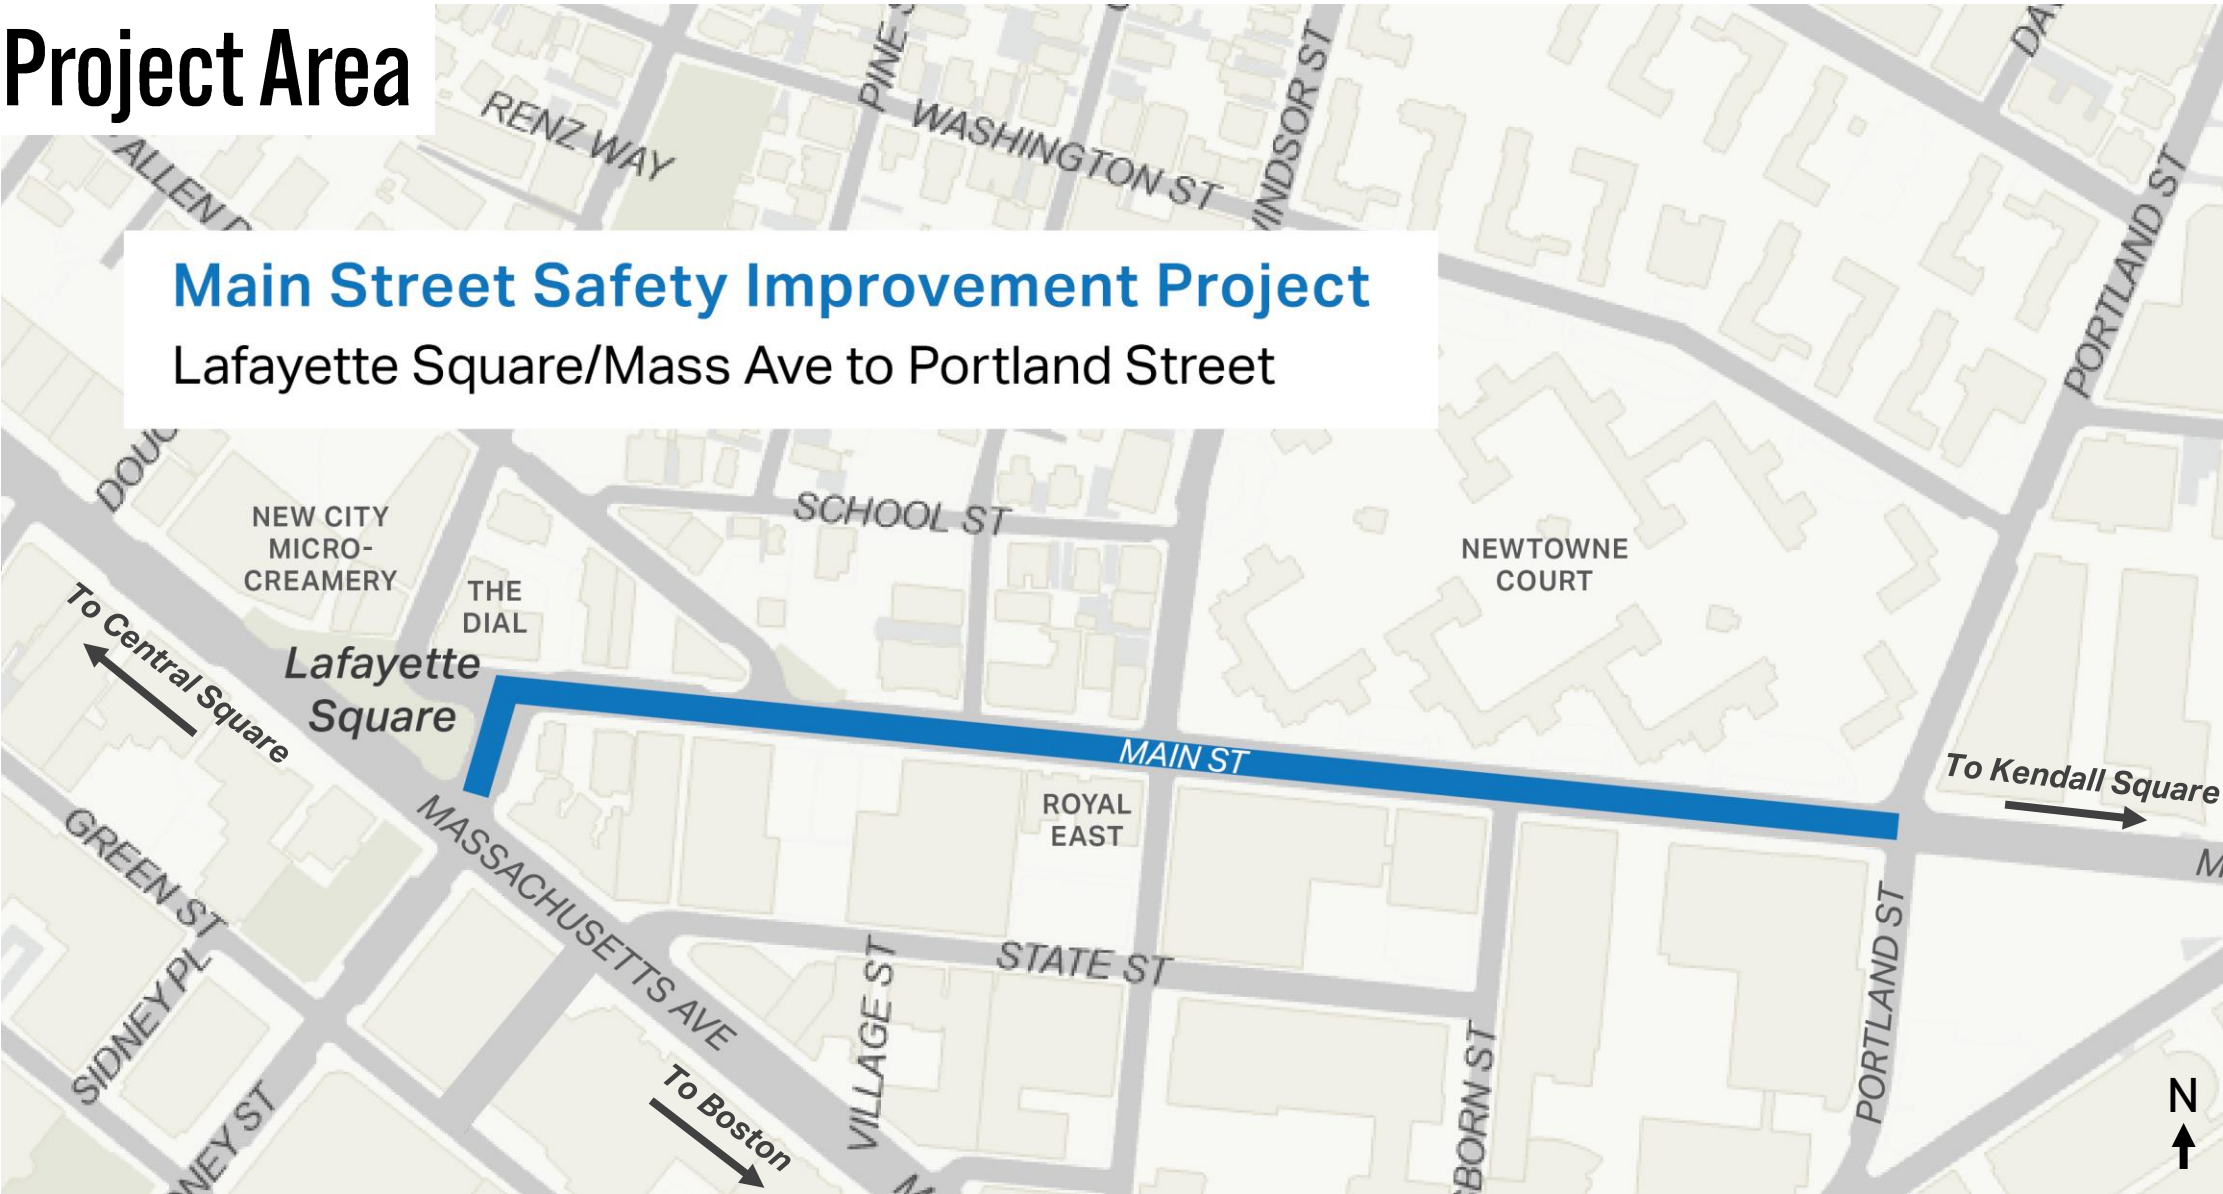 Project Area
RENZ WAY
WASHINGTON ST
PORTLAND ST
Main Street Safety Improvement Project
Lafayette Square/Mass Ave to Portland Street
SCHOOL ST
NEW CITY
MICRO-
CREAMERY
THE
DIAL
NEWTOWNE
COURT
To Central Square
Lafayette
Square
MAIN ST
To Kendall Square
ROYAL
EAST
MASSACHUSETTS AVE
GREEN ST
SIDNEY PL
STATE ST
VILLAGE ST
PORTLAND ST
To Boston
N